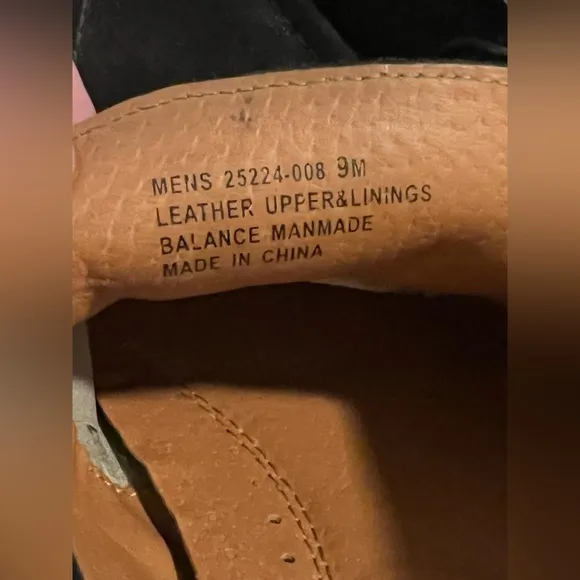 MENS 25224-008 9M
LEATHER UPPER&LININGS
BALANCE MANMADE
MADE IN CHINA